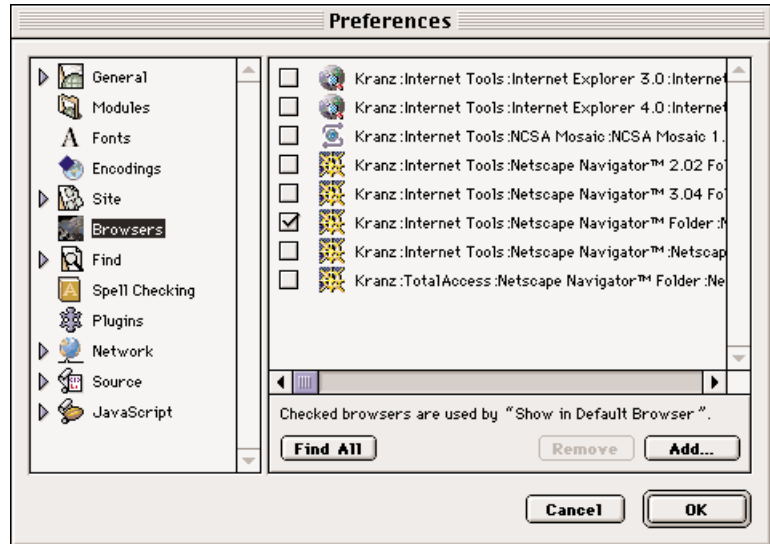 Preferences
General
Modules
Fonts
Encodings
Site
Browsers
Find
Spell Checking
Plugins
Network
Source
JavaScript
Kranz:Internet Tools:Internet Explorer 3.0:Internet
Kranz:Internet Tools:Internet Explorer 4.0:Internet
Kranz:Internet Tools:NCSA Mosaic:NCSA Mosaic 1.
Kranz:Internet Tools:Netscape Navigator™ 2.02 Fol
Kranz:Internet Tools:Netscape Navigator™ 3.04 Fol
Kranz:Internet Tools:Netscape Navigator™ Folder:N
Kranz:Internet Tools:Netscape Navigator™:Netscap
Kranz:TotalAccess:Netscape Navigator™ Folder:Ne
Checked browsers are used by “Show in Default Browser”.
Find All
Remove
Add...
Cancel
OK